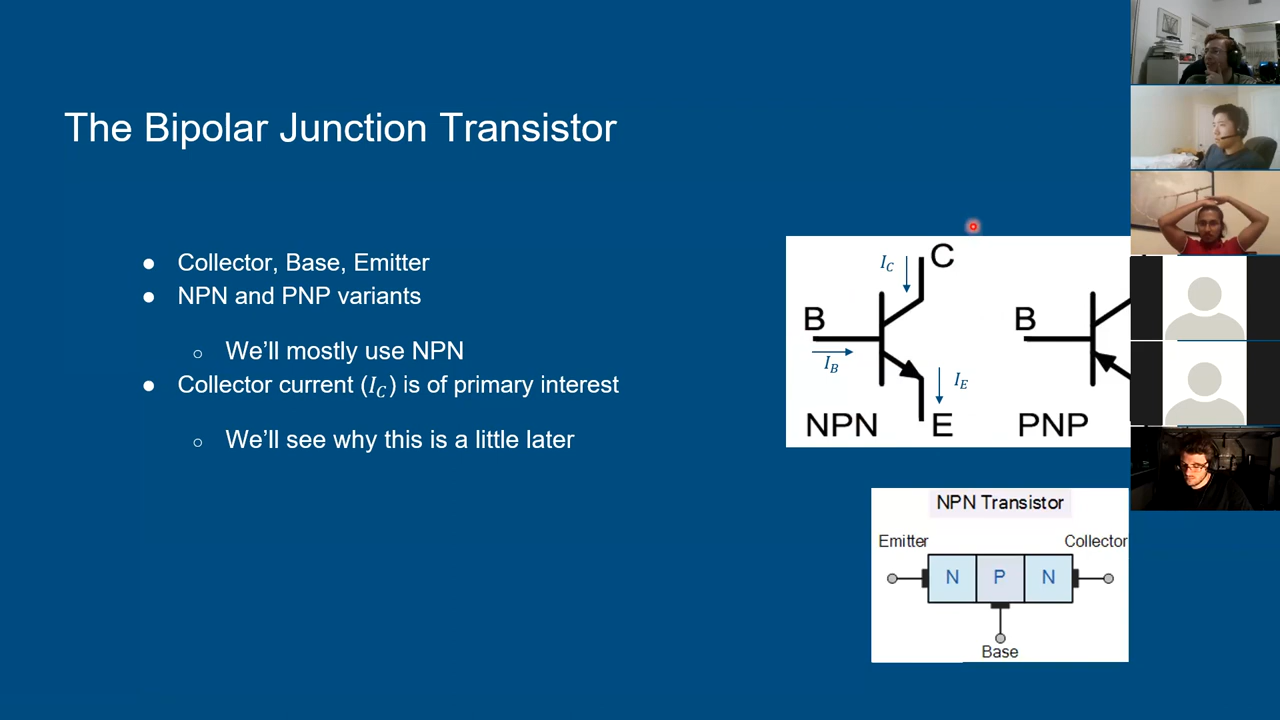 The Bipolar Junction Transistor
● Collector, Base, Emitter
● NPN and PNP variants
○ We’ll mostly use NPN
● Collector current (I_C) is of primary interest
○ We’ll see why this is a little later
I_C
C
B
I_B
I_E
NPN
E
B
PNP
NPN Transistor
Emitter
Collector
N P N
Base